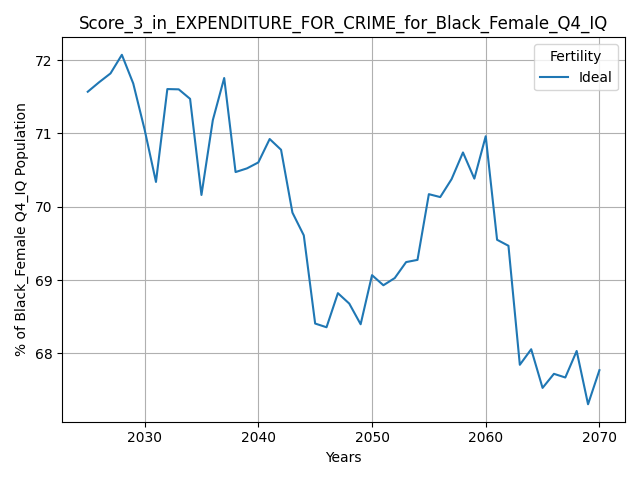 Score_3_in_EXPENDITURE_FOR_CRIME_for_Black_Female_Q4_IQ
Fertility
Ideal
% of Black_Female Q4_IQ Population
72
71
70
69
68
2030 2040 2050 2060 2070
Years